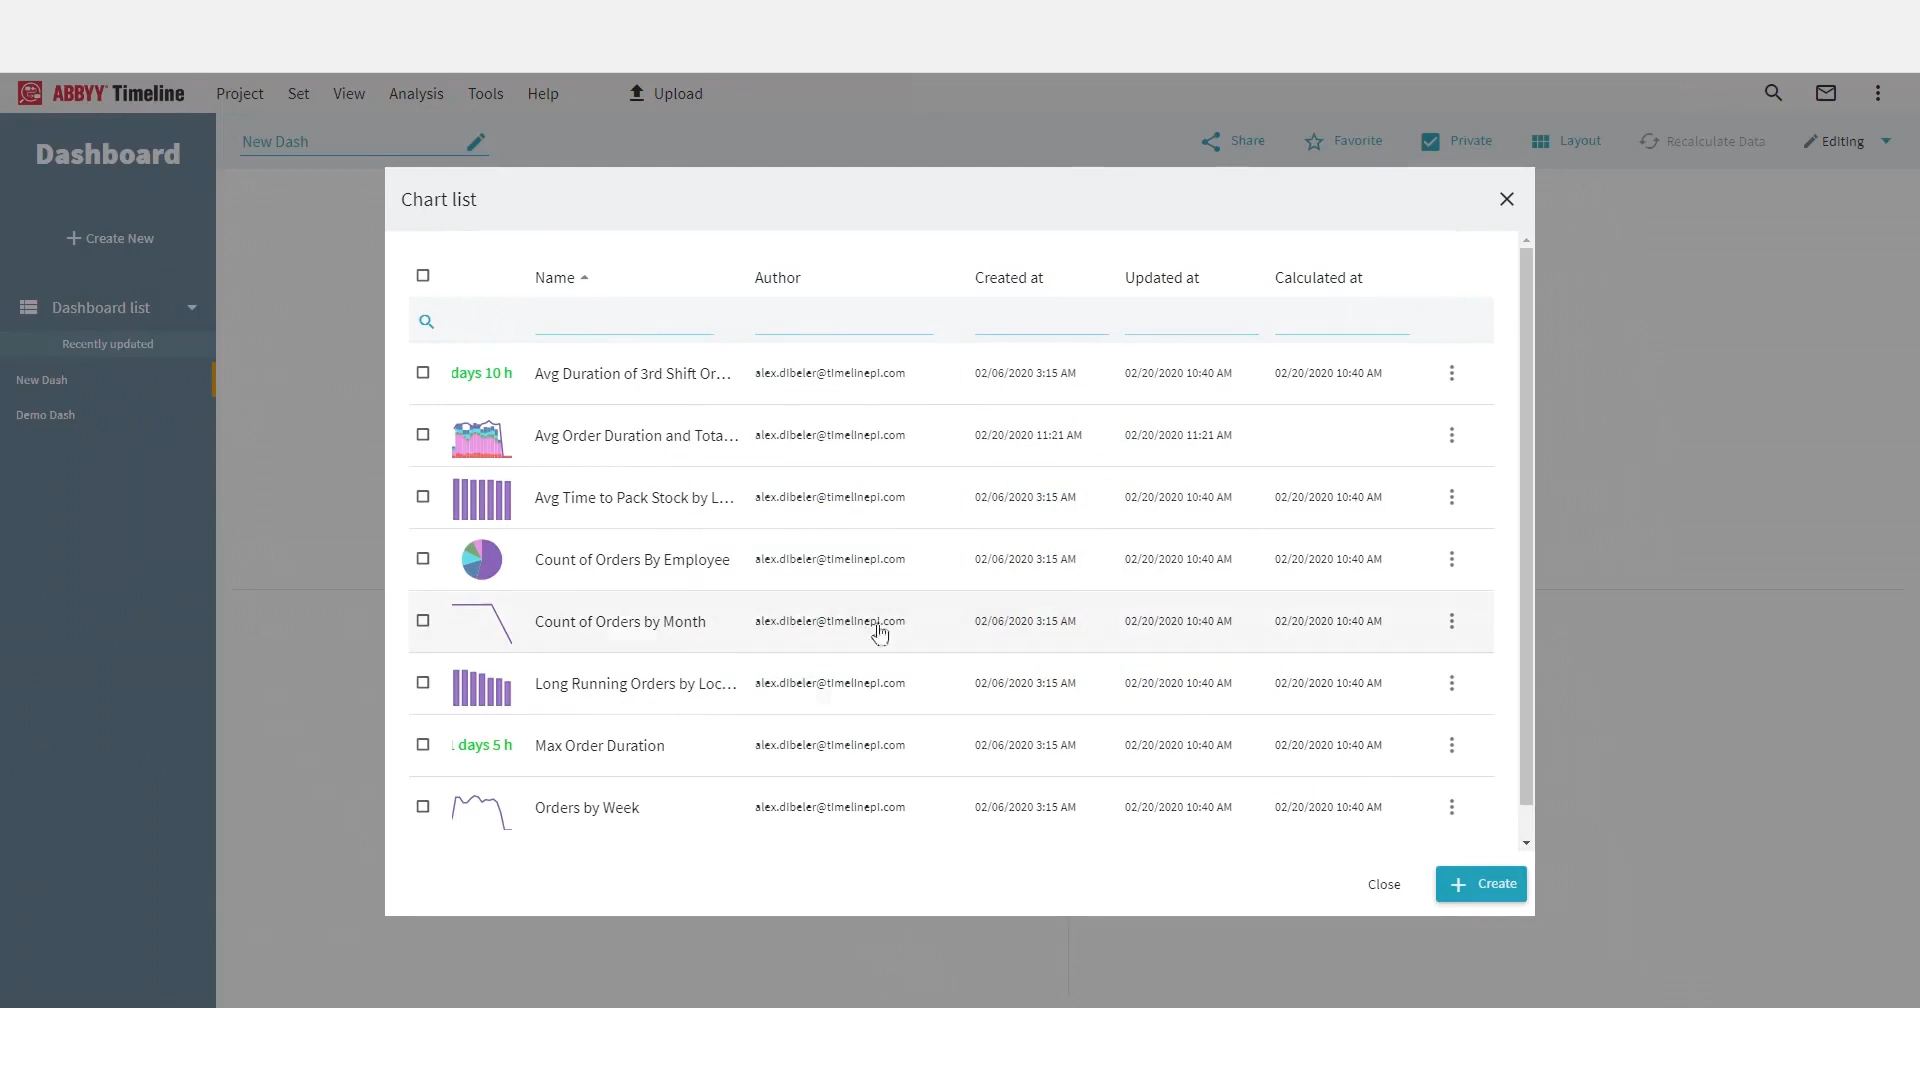 ABBYY Timeline Project Set View Analysis Tools Help Upload
Dashboard
New Dash Share Favorite Private Layout Recalculate Data Editing
Create New
Dashboard list
Recently updated
New Dash
Demo Dash
Chart list
Name Author Created at Updated at Calculated at
days 10 h Avg Duration of 3rd Shift Or... alex.dibeler@timelinepi.com 02/06/2020 3:15 AM 02/20/2020 10:40 AM 02/20/2020 10:40 AM
Avg Order Duration and Tota... alex.dibeler@timelinepi.com 02/20/2020 11:21 AM 02/20/2020 11:21 AM
Avg Time to Pack Stock by L... alex.dibeler@timelinepi.com 02/06/2020 3:15 AM 02/20/2020 10:40 AM 02/20/2020 10:40 AM
Count of Orders By Employee alex.dibeler@timelinepi.com 02/06/2020 3:15 AM 02/20/2020 10:40 AM 02/20/2020 10:40 AM
Count of Orders by Month alex.dibeler@timelinepi.com 02/06/2020 3:15 AM 02/20/2020 10:40 AM 02/20/2020 10:40 AM
Long Running Orders by Loc... alex.dibeler@timelinepi.com 02/06/2020 3:15 AM 02/20/2020 10:40 AM 02/20/2020 10:40 AM
days 5 h Max Order Duration alex.dibeler@timelinepi.com 02/06/2020 3:15 AM 02/20/2020 10:40 AM 02/20/2020 10:40 AM
Orders by Week alex.dibeler@timelinepi.com 02/06/2020 3:15 AM 02/20/2020 10:40 AM 02/20/2020 10:40 AM
Close + Create